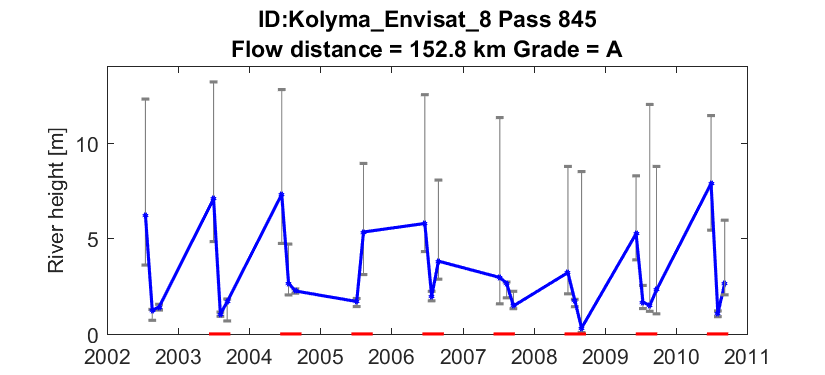 ID:Kolyma_Envisat_8 Pass 845
Flow distance = 152.8 km Grade = A
River height [m]
10
5
0
2002 2003 2004 2005 2006 2007 2008 2009 2010 2011